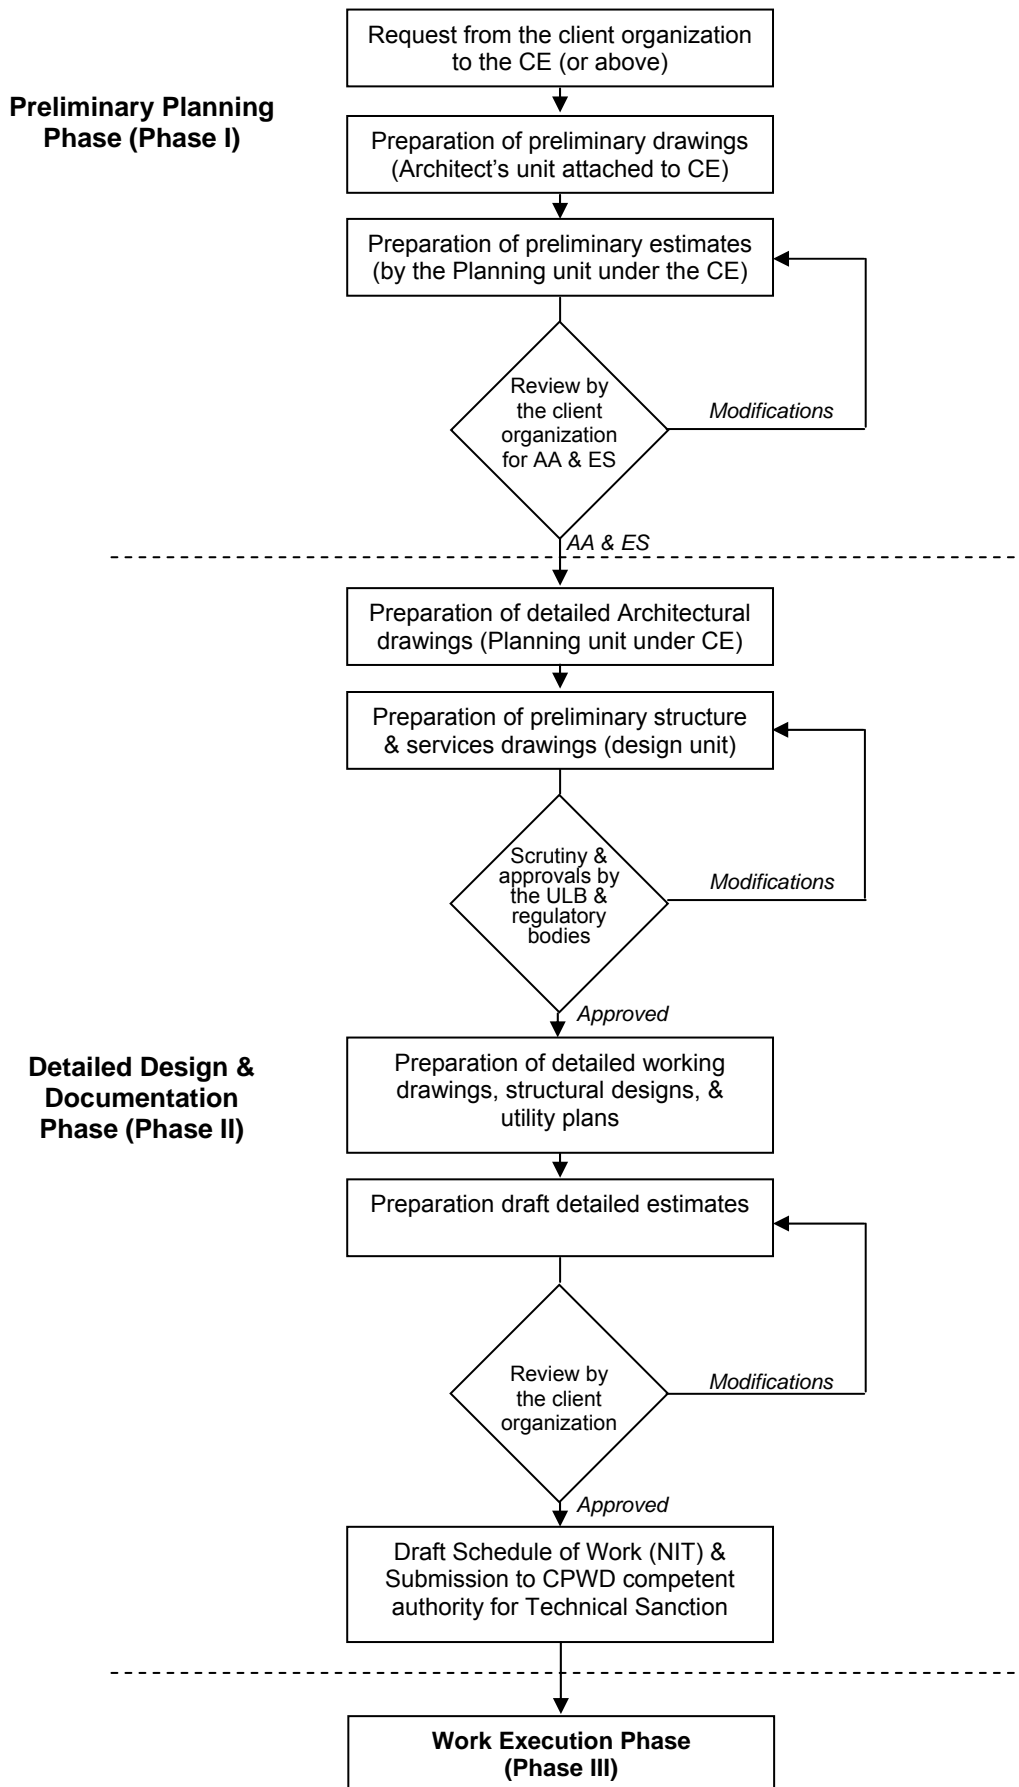 Request from the client organization
to the CE (or above)
Preliminary Planning
Phase (Phase I)
Preparation of preliminary drawings
(Architect's unit attached to CE)
Preparation of preliminary estimates
(by the Planning unit under the CE)
Review by
the client
organization
for AA & ES
Modifications
AA & ES
Preparation of detailed Architectural
drawings (Planning unit under CE)
Preparation of preliminary structure
& services drawings (design unit)
Scrutiny &
approvals by
the ULB &
regulatory
bodies
Modifications
Approved
Detailed Design &
Documentation
Phase (Phase II)
Preparation of detailed working
drawings, structural designs, &
utility plans
Preparation draft detailed estimates
Review by
the client
organization
Modifications
Approved
Draft Schedule of Work (NIT) &
Submission to CPWD competent
authority for Technical Sanction
Work Execution Phase
(Phase III)